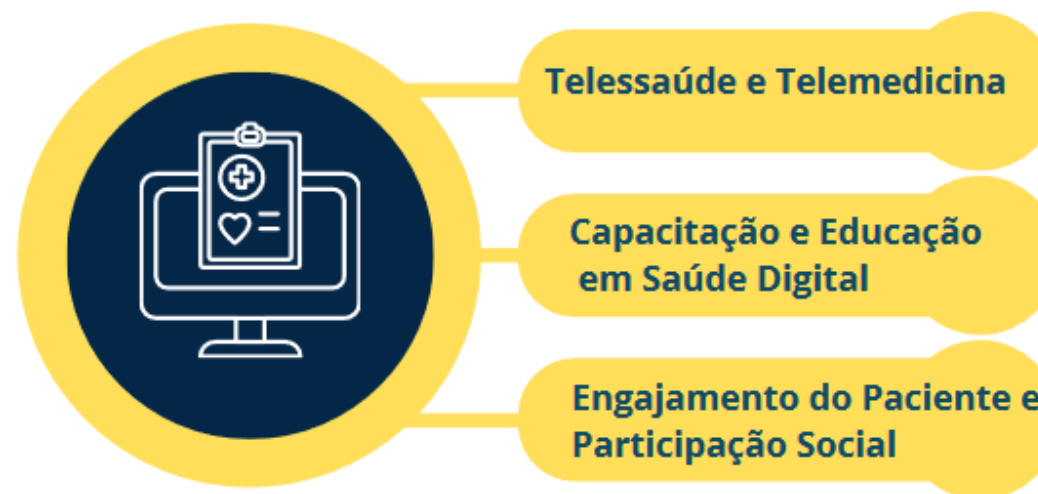 Telessaúde e Telemedicina
Capacitação e Educação
em Saúde Digital
Engajamento do Paciente e
Participação Social